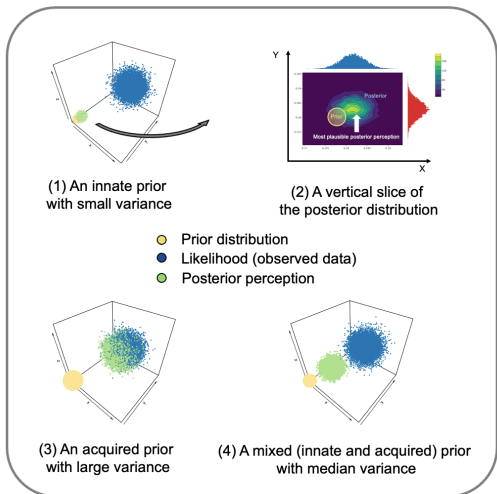 Y
Posterior
Prior
Most plausible posterior perception
X
(1) An innate prior
with small variance
(2) A vertical slice of
the posterior distribution
Prior distribution
Likelihood (observed data)
Posterior perception
(3) An acquired prior
with large variance
(4) A mixed (innate and acquired) prior
with median variance